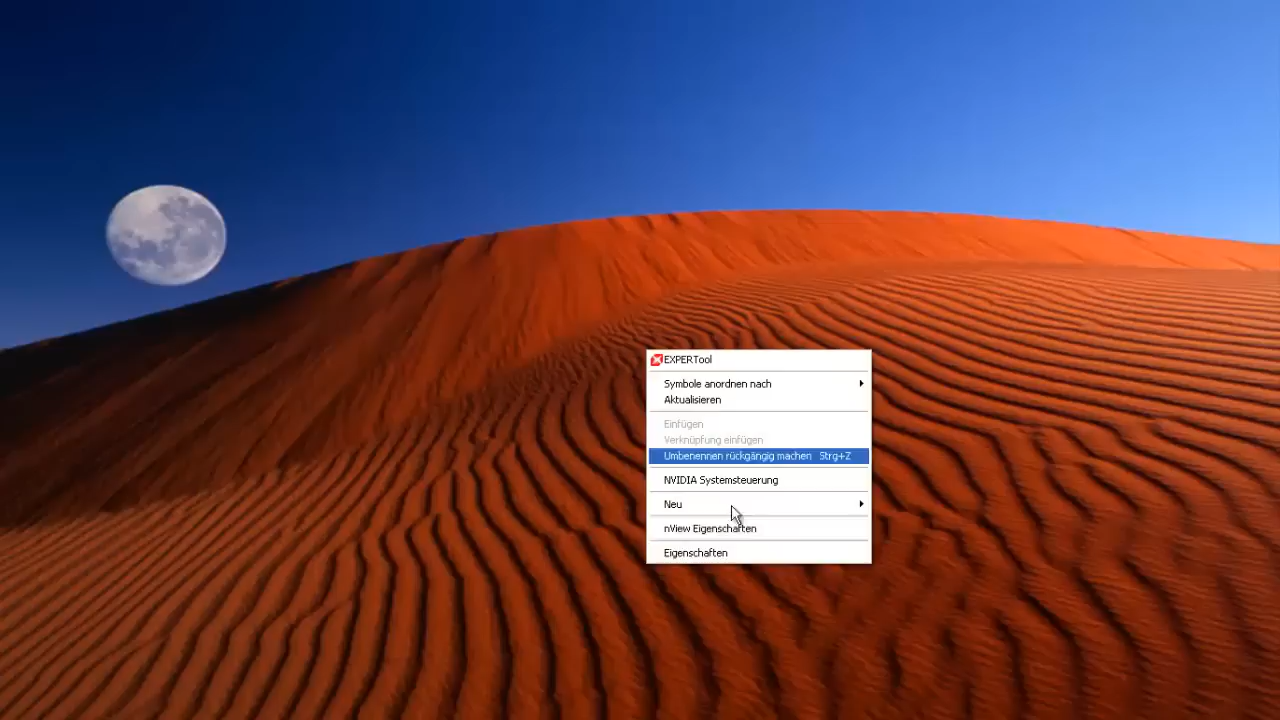 EXPERTool
Symbole anordnen nach
Aktualisieren
Einfügen
Verknüpfung einfügen
Umbenennen rückgängig machen Strg+Z
NVIDIA Systemsteuerung
Neu
nView Eigenschaften
Eigenschaften